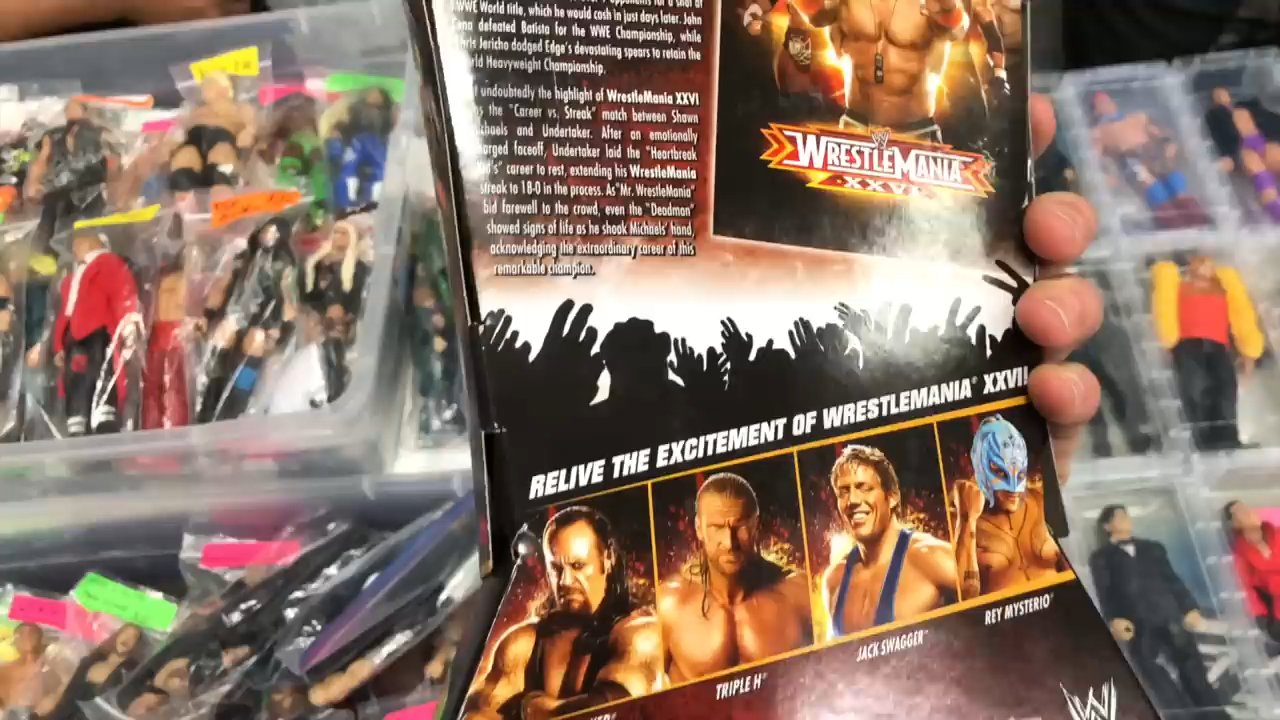 WWE World title, which he would cash in just days later. John
Cena defeated Batista for the WWE Championship, while
Chris Jericho dodged Edge's devastating spears to retain the
World Heavyweight Championship.
undoubtedly the highlight of WrestleMania XXVI
the "Career vs. Streak" match between Shawn
Michaels and Undertaker. After an emotionally
charged faceoff, Undertaker laid the "Heartbreak
Kid's" career to rest, extending his WrestleMania
streak to 18-0 in the process. As "Mr. WrestleMania"
bid farewell to the crowd, even the "Deadman"
showed signs of life as he shook Michaels' hand,
acknowledging the extraordinary career of this
remarkable champion.
WRESTLEMANIA
XXVI
RELIVE THE EXCITEMENT OF WRESTLEMANIA® XXVI!
TRIPLE H™
JACK SWAGGER™
REY MYSTERIO®
W